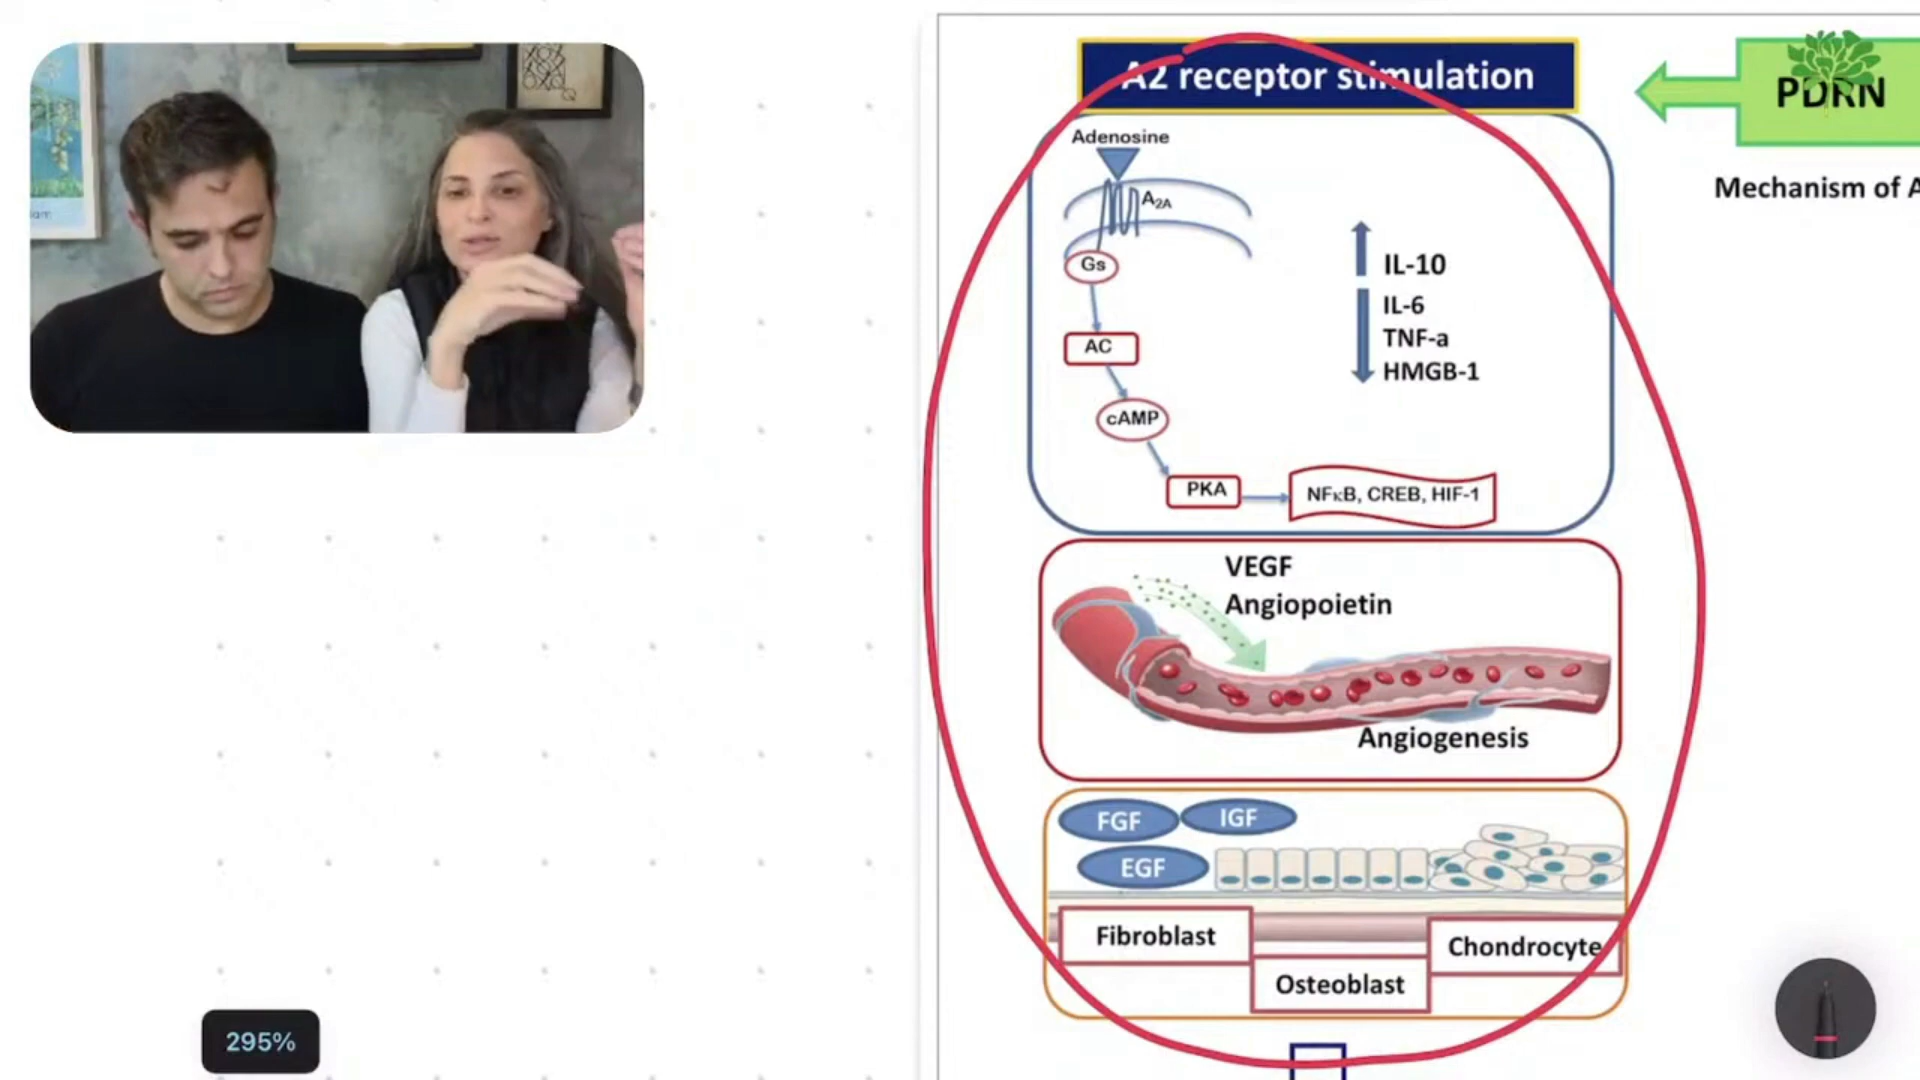 A2 receptor stimulation
PDRN
Mechanism of A
Adenosine
A2A
Gs
AC
cAMP
PKA
NFκB, CREB, HIF-1
IL-10
IL-6
TNF-a
HMGB-1
VEGF
Angiopoietin
Angiogenesis
FGF
IGF
EGF
Fibroblast
Chondrocyte
Osteoblast
295%